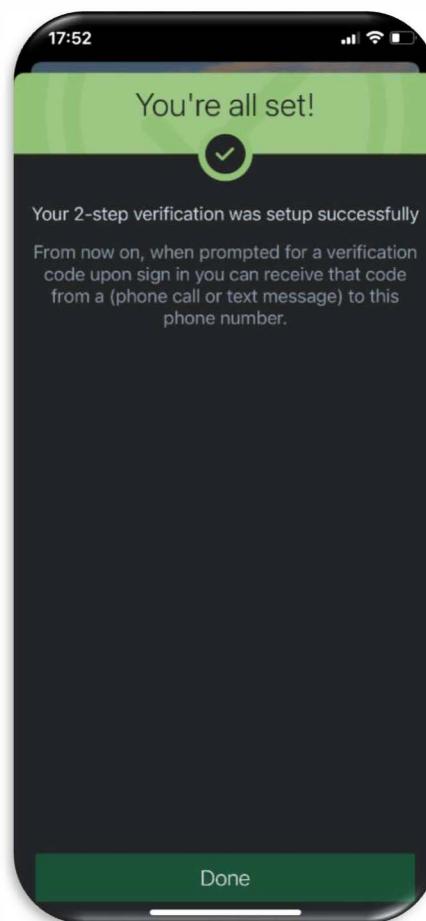 17:52
You're all set!
Your 2-step verification was setup successfully
From now on, when prompted for a verification
code upon sign in you can receive that code
from a (phone call or text message) to this
phone number.
Done